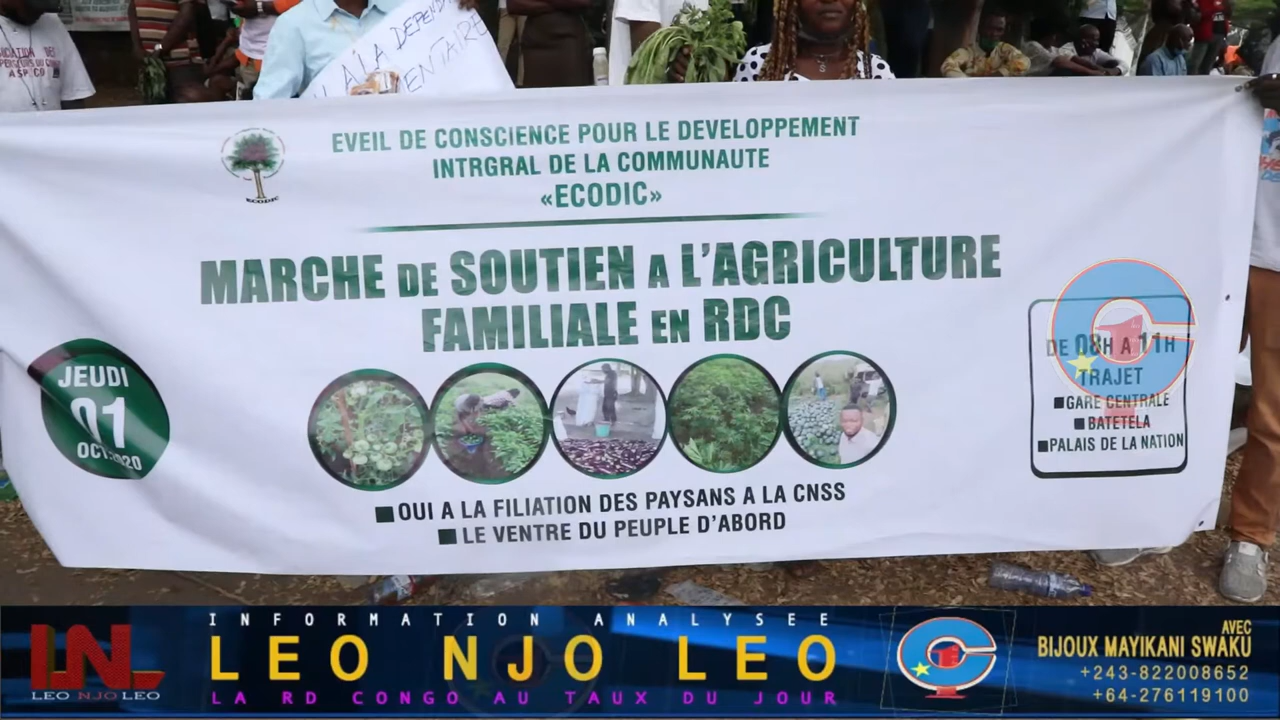 A LA DEPEND
ENTAIRE
EVEIL DE CONSCIENCE POUR LE DEVELOPPEMENT
INTRGRAL DE LA COMMUNAUTE
«ECODIC»
ECODIC
MARCHE DE SOUTIEN A L'AGRICULTURE
FAMILIALE EN RDC
JEUDI
01
OCT.2020
DE 08H A 11H
TRAJET
■GARE CENTRALE
■BATETELA
■PALAIS DE LA NATION
■OUI A LA FILIATION DES PAYSANS A LA CNSS
■LE VENTRE DU PEUPLE D'ABORD
INL
LEO NJO LEO
INFORMATION ANALYSEE
LEO NJO LEO
LA RD CONGO AU TAUX DU JOUR
AVEC
BIJOUX MAYIKANI SWAKU
+243-822008652
+64-276119100